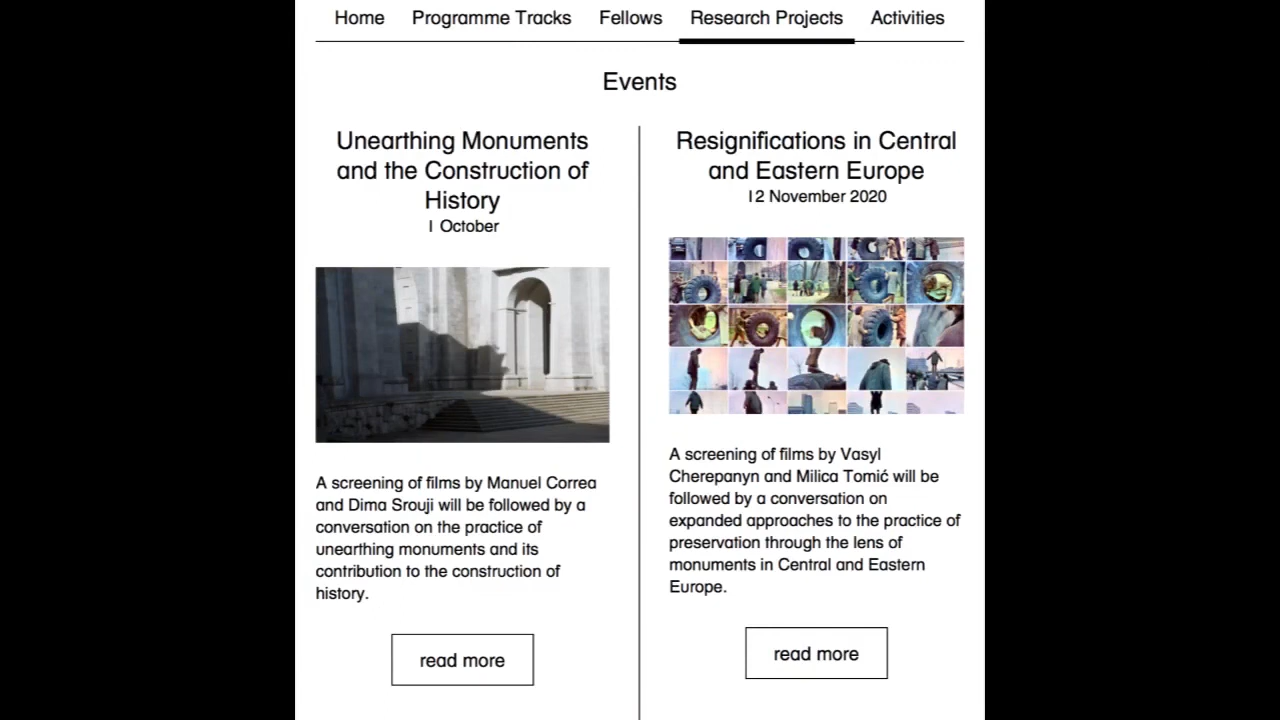 Home Programme Tracks Fellows Research Projects Activities
Events
Unearthing Monuments
and the Construction of
History
1 October
A screening of films by Manuel Correa
and Dima Srouji will be followed by a
conversation on the practice of
unearthing monuments and its
contribution to the construction of
history.
read more
Resignifications in Central
and Eastern Europe
12 November 2020
A screening of films by Vasyl
Cherepanyn and Milica Tomić will be
followed by a conversation on
expanded approaches to the practice of
preservation through the lens of
monuments in Central and Eastern
Europe.
read more